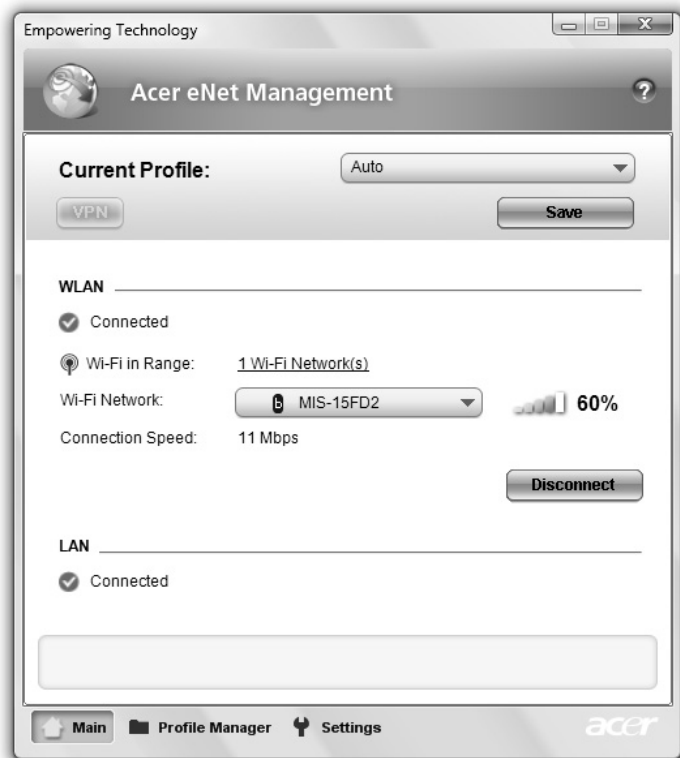 Empowering Technology
Acer eNet Management
?
Current Profile:
Auto
VPN
Save
WLAN
Connected
Wi-Fi in Range: 1 Wi-Fi Network(s)
Wi-Fi Network: b MIS-15FD2 60%
Connection Speed: 11 Mbps
Disconnect
LAN
Connected
Main Profile Manager Settings acer